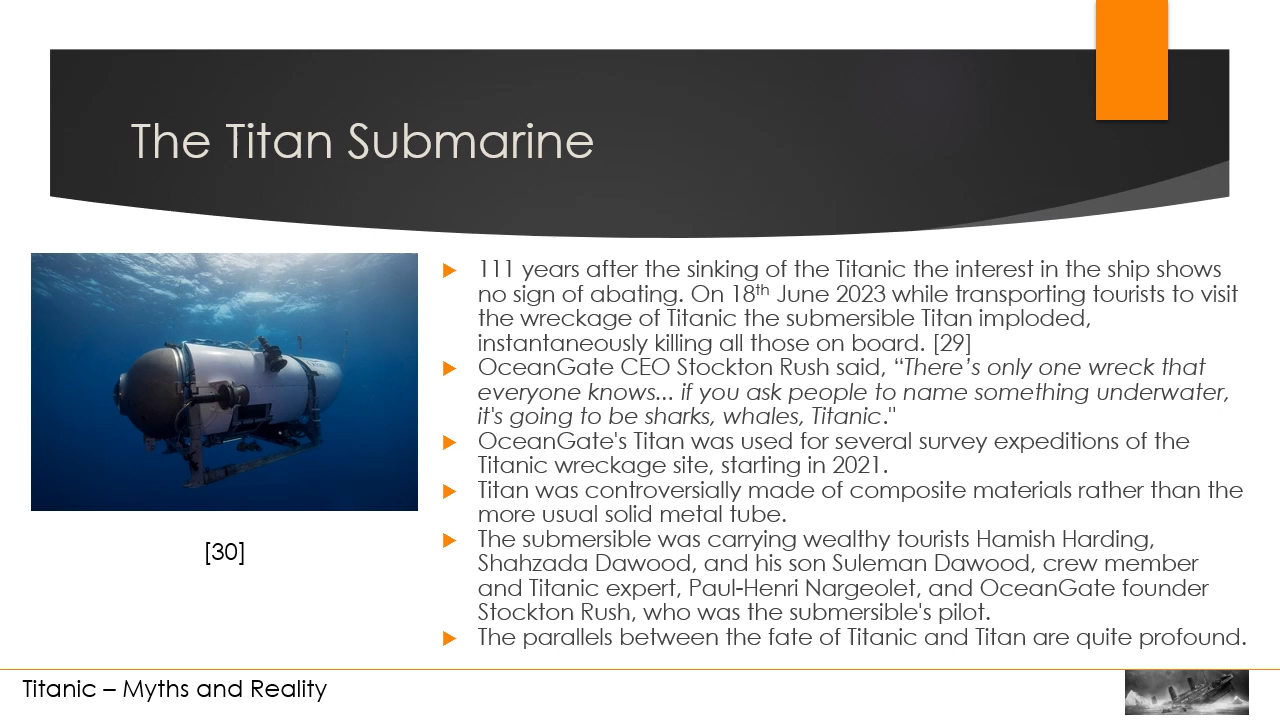 The Titan Submarine
111 years after the sinking of the Titanic the interest in the ship shows
no sign of abating. On 18th June 2023 while transporting tourists to visit
the wreckage of Titanic the submersible Titan imploded,
instantaneously killing all those on board. [29]
OceanGate CEO Stockton Rush said, “There’s only one wreck that
everyone knows... if you ask people to name something underwater,
it's going to be sharks, whales, Titanic."
OceanGate's Titan was used for several survey expeditions of the
Titanic wreckage site, starting in 2021.
Titan was controversially made of composite materials rather than the
more usual solid metal tube.
The submersible was carrying wealthy tourists Hamish Harding,
Shahzada Dawood, and his son Suleman Dawood, crew member
and Titanic expert, Paul-Henri Nargeolet, and OceanGate founder
Stockton Rush, who was the submersible's pilot.
The parallels between the fate of Titanic and Titan are quite profound.
[30]
Titanic – Myths and Reality